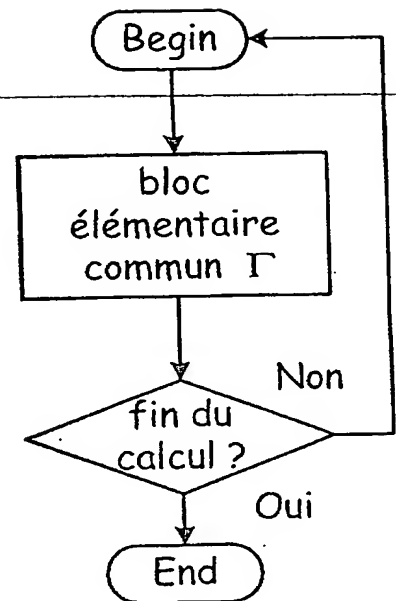 Begin
bloc
élémentaire
commun Γ
Non
fin du
calcul ?
Oui
End